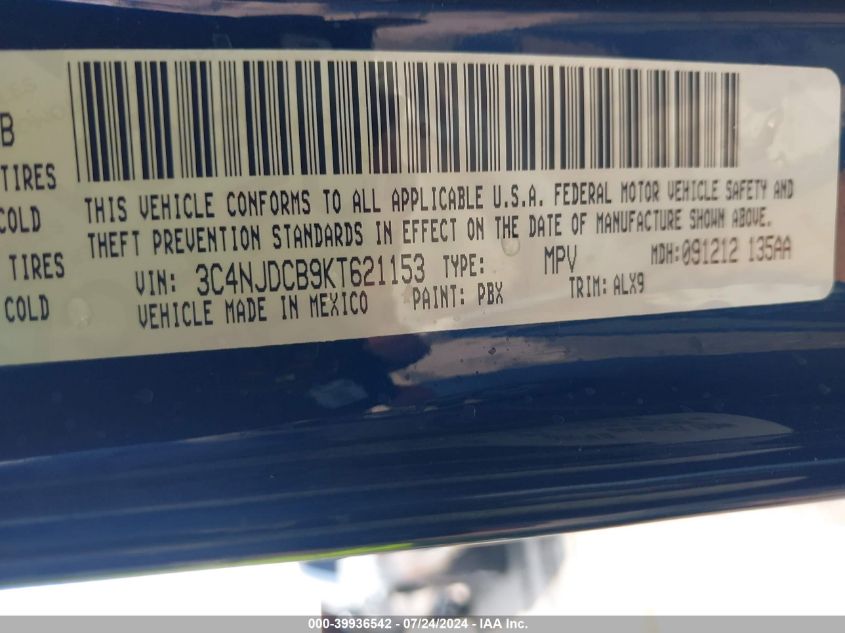 B
TIRES
COLD
TIRES
COLD
THIS VEHICLE CONFORMS TO ALL APPLICABLE U.S.A. FEDERAL MOTOR VEHICLE SAFETY AND
THEFT PREVENTION STANDARDS IN EFFECT ON THE DATE OF MANUFACTURE SHOWN ABOVE.
VIN: 3C4NJDCB9KT621153 TYPE: MPV MDH:091212 135AA
VEHICLE MADE IN MEXICO PAINT: PBX TRIM: ALX9
000-39936542 / 07/24/2024 - IAA Inc.